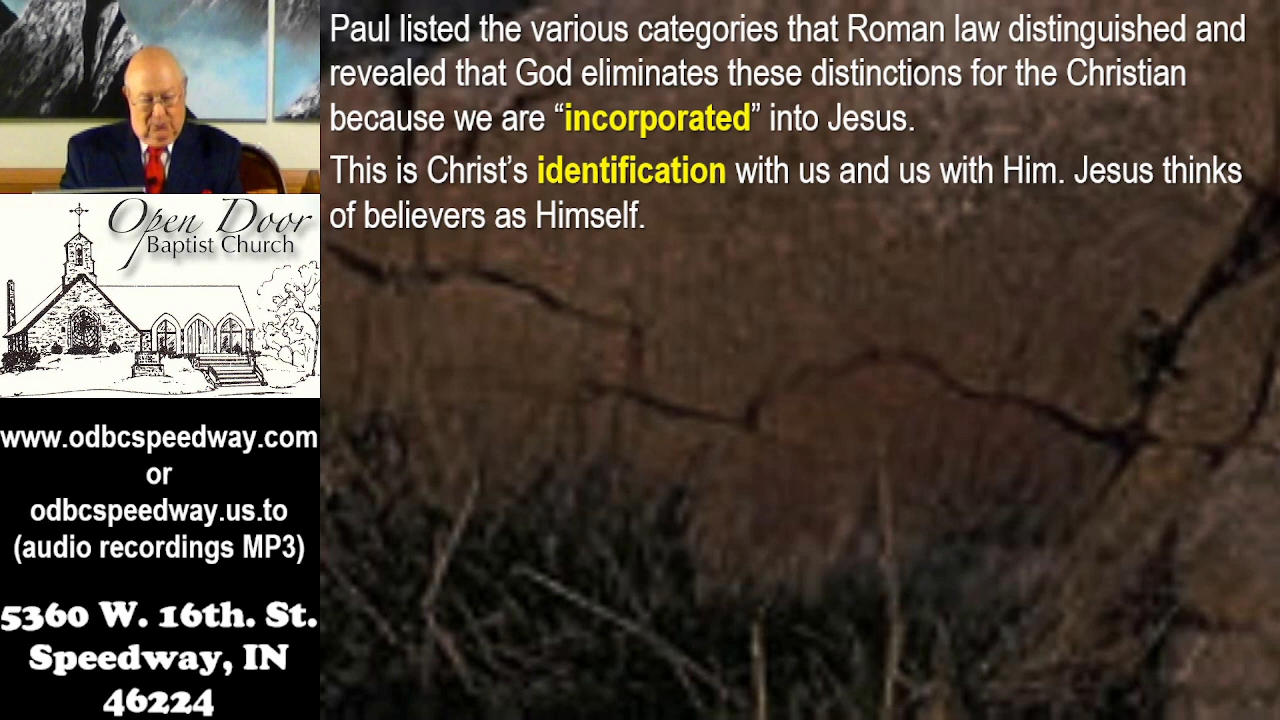 Paul listed the various categories that Roman law distinguished and
revealed that God eliminates these distinctions for the Christian
because we are “incorporated” into Jesus.
This is Christ’s identification with us and us with Him. Jesus thinks
of believers as Himself.
Open Door
Baptist Church
www.odbcspeedway.com
or
odbcspeedway.us.to
(audio recordings MP3)
5360 W. 16th. St.
Speedway, IN
46224